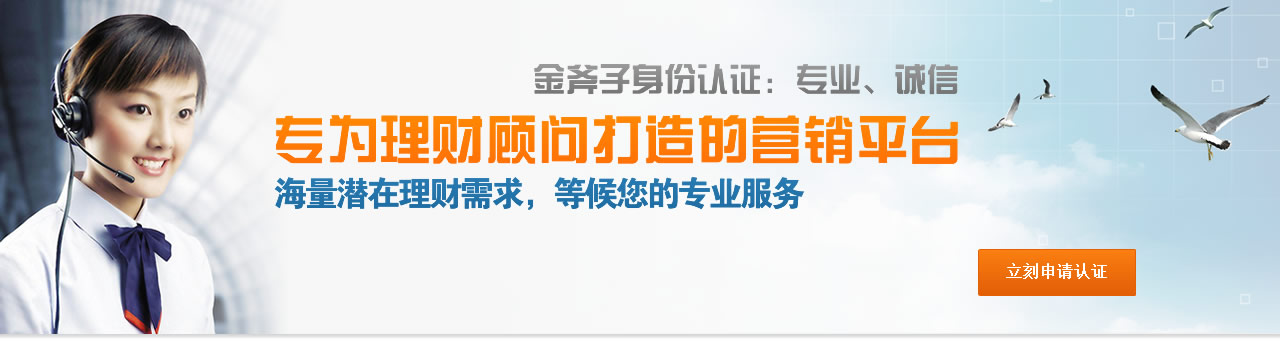 金斧子身份认证：专业、诚信
专为理财顾问打造的营销平台
海量潜在理财需求，等候您的专业服务
立刻申请认证